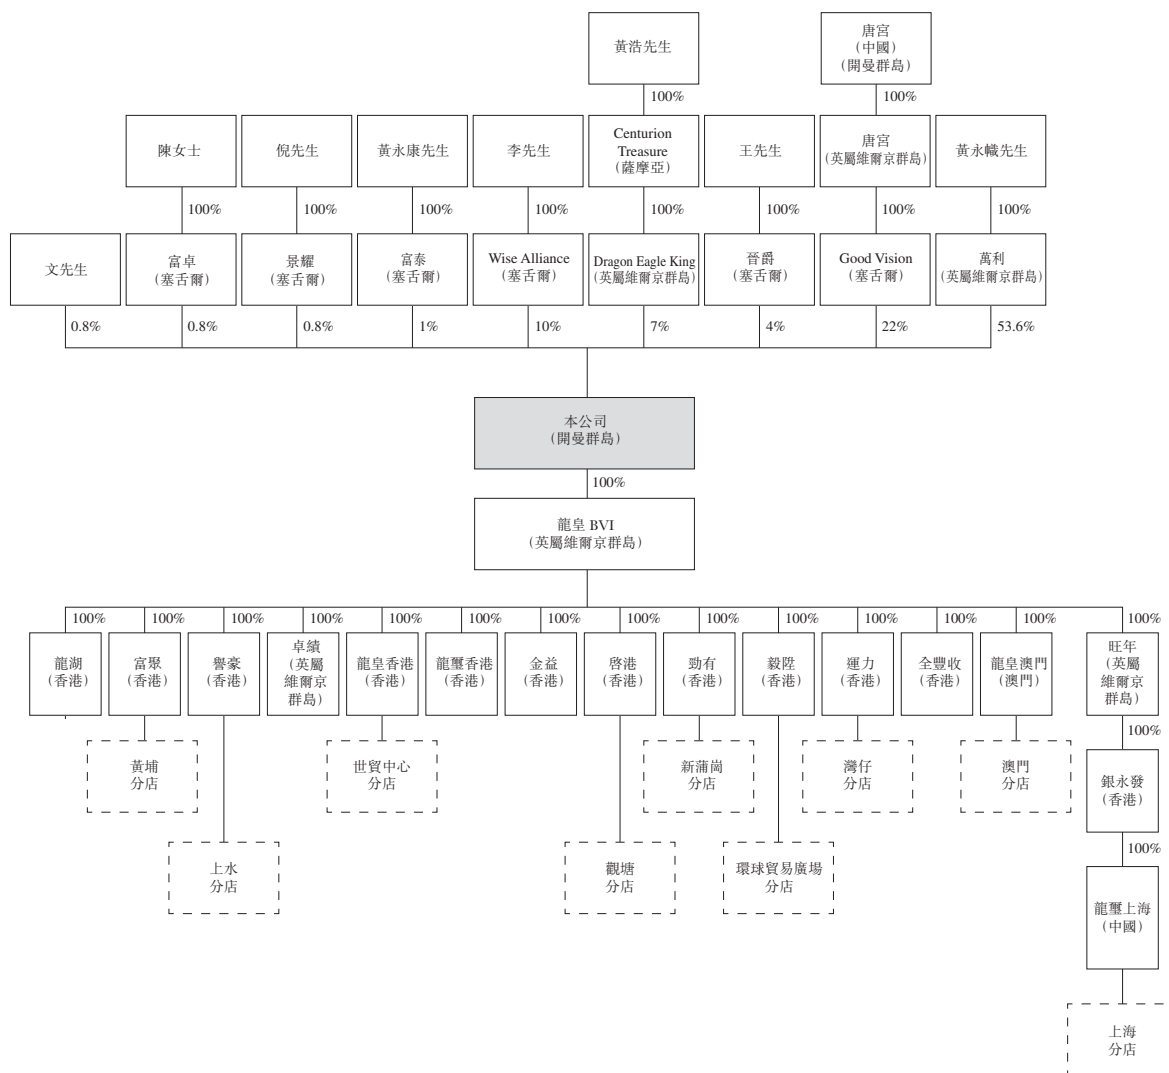 黃浩先生
唐宮
(中國)
(開曼群島)
100%
100%
陳女士
倪先生
黃永康先生
李先生
Centurion
Treasure
(薩摩亞)
王先生
唐宮
(英屬維爾京群島)
黃永幟先生
100%
100%
100%
100%
100%
100%
100%
100%
文先生
富卓
(塞舌爾)
景耀
(塞舌爾)
富泰
(塞舌爾)
Wise Alliance
(塞舌爾)
Dragon Eagle King
(英屬維爾京群島)
晉爵
(塞舌爾)
Good Vision
(塞舌爾)
萬利
(英屬維爾京群島)
0.8%
0.8%
0.8%
1%
10%
7%
4%
22%
53.6%
本公司
(開曼群島)
100%
龍皇 BVI
(英屬維爾京群島)
100%
100%
100%
100%
100%
100%
100%
100%
100%
100%
100%
100%
100%
100%
龍湖
(香港)
富聚
(香港)
譽豪
(香港)
卓績
(英屬
維爾京
群島)
龍皇香港
(香港)
龍璽香港
(香港)
金益
(香港)
啓港
(香港)
勁有
(香港)
毅陞
(香港)
運力
(香港)
全豐收
(香港)
龍皇澳門
(澳門)
旺年
(英屬
維爾京
群島)
100%
黃埔
分店
世貿中心
分店
新蒲崗
分店
灣仔
分店
澳門
分店
銀永發
(香港)
100%
上水
分店
觀塘
分店
環球貿易廣場
分店
龍璽上海
(中國)
上海
分店